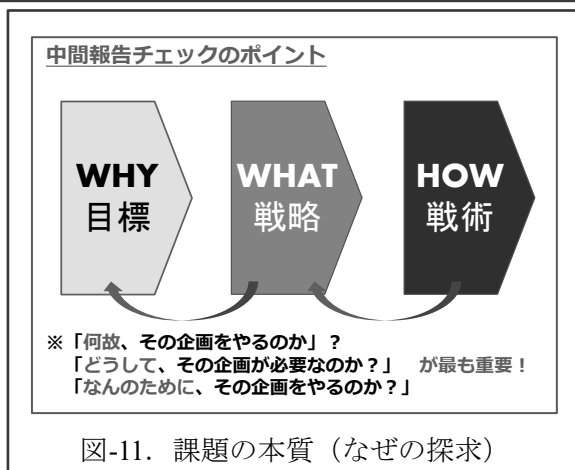 中間報告チェックのポイント
WHY
目標
WHAT
戦略
HOW
戦術
※「何故、その企画をやるのか」?
「どうして、その企画が必要なのか?」 が最も重要!
「なんのために、その企画をやるのか?」
図-11. 課題の本質(なぜの探求)